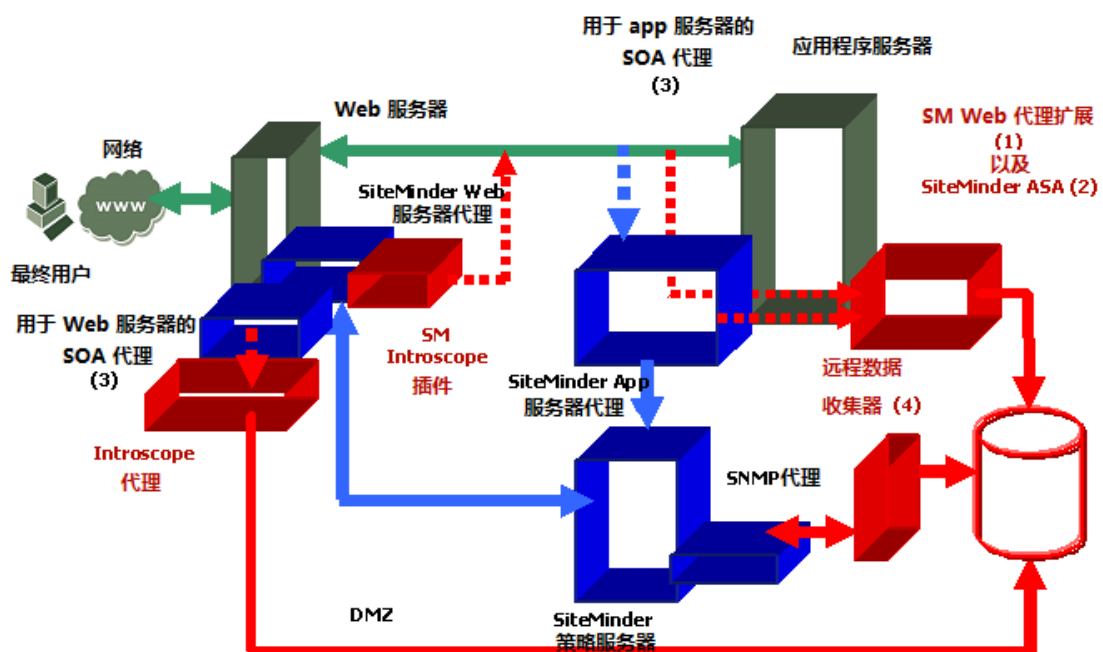 用于 app 服务器的
SOA 代理
(3)
应用程序服务器
Web 服务器
SM Web 代理扩展
(1)
以及
SiteMinder ASA (2)
网络
www
SiteMinder Web
服务器代理
最终用户
用于 Web 服务器的
SOA 代理
(3)
SM
Introscope
插件
SiteMinder App
服务器代理
远程数据
收集器 (4)
Introscope
代理
SNMP代理
DMZ
SiteMinder
策略服务器